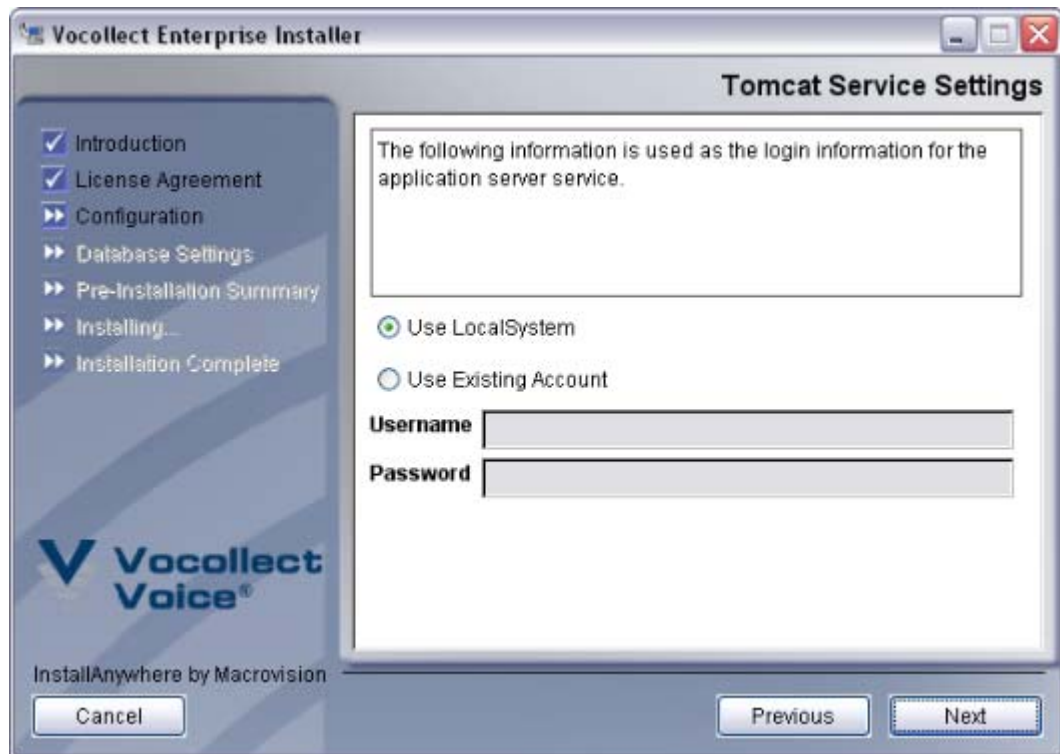 Vocollect Enterprise Installer
Tomcat Service Settings
Introduction
License Agreement
Configuration
Database Settings
Pre-Installation Summary
Installing...
Installation Complete
The following information is used as the login information for the
application server service.
Use LocalSystem
Use Existing Account
Username
Password
Vocollect
Voice®
InstallAnywhere by Macrovision
Cancel
Previous
Next